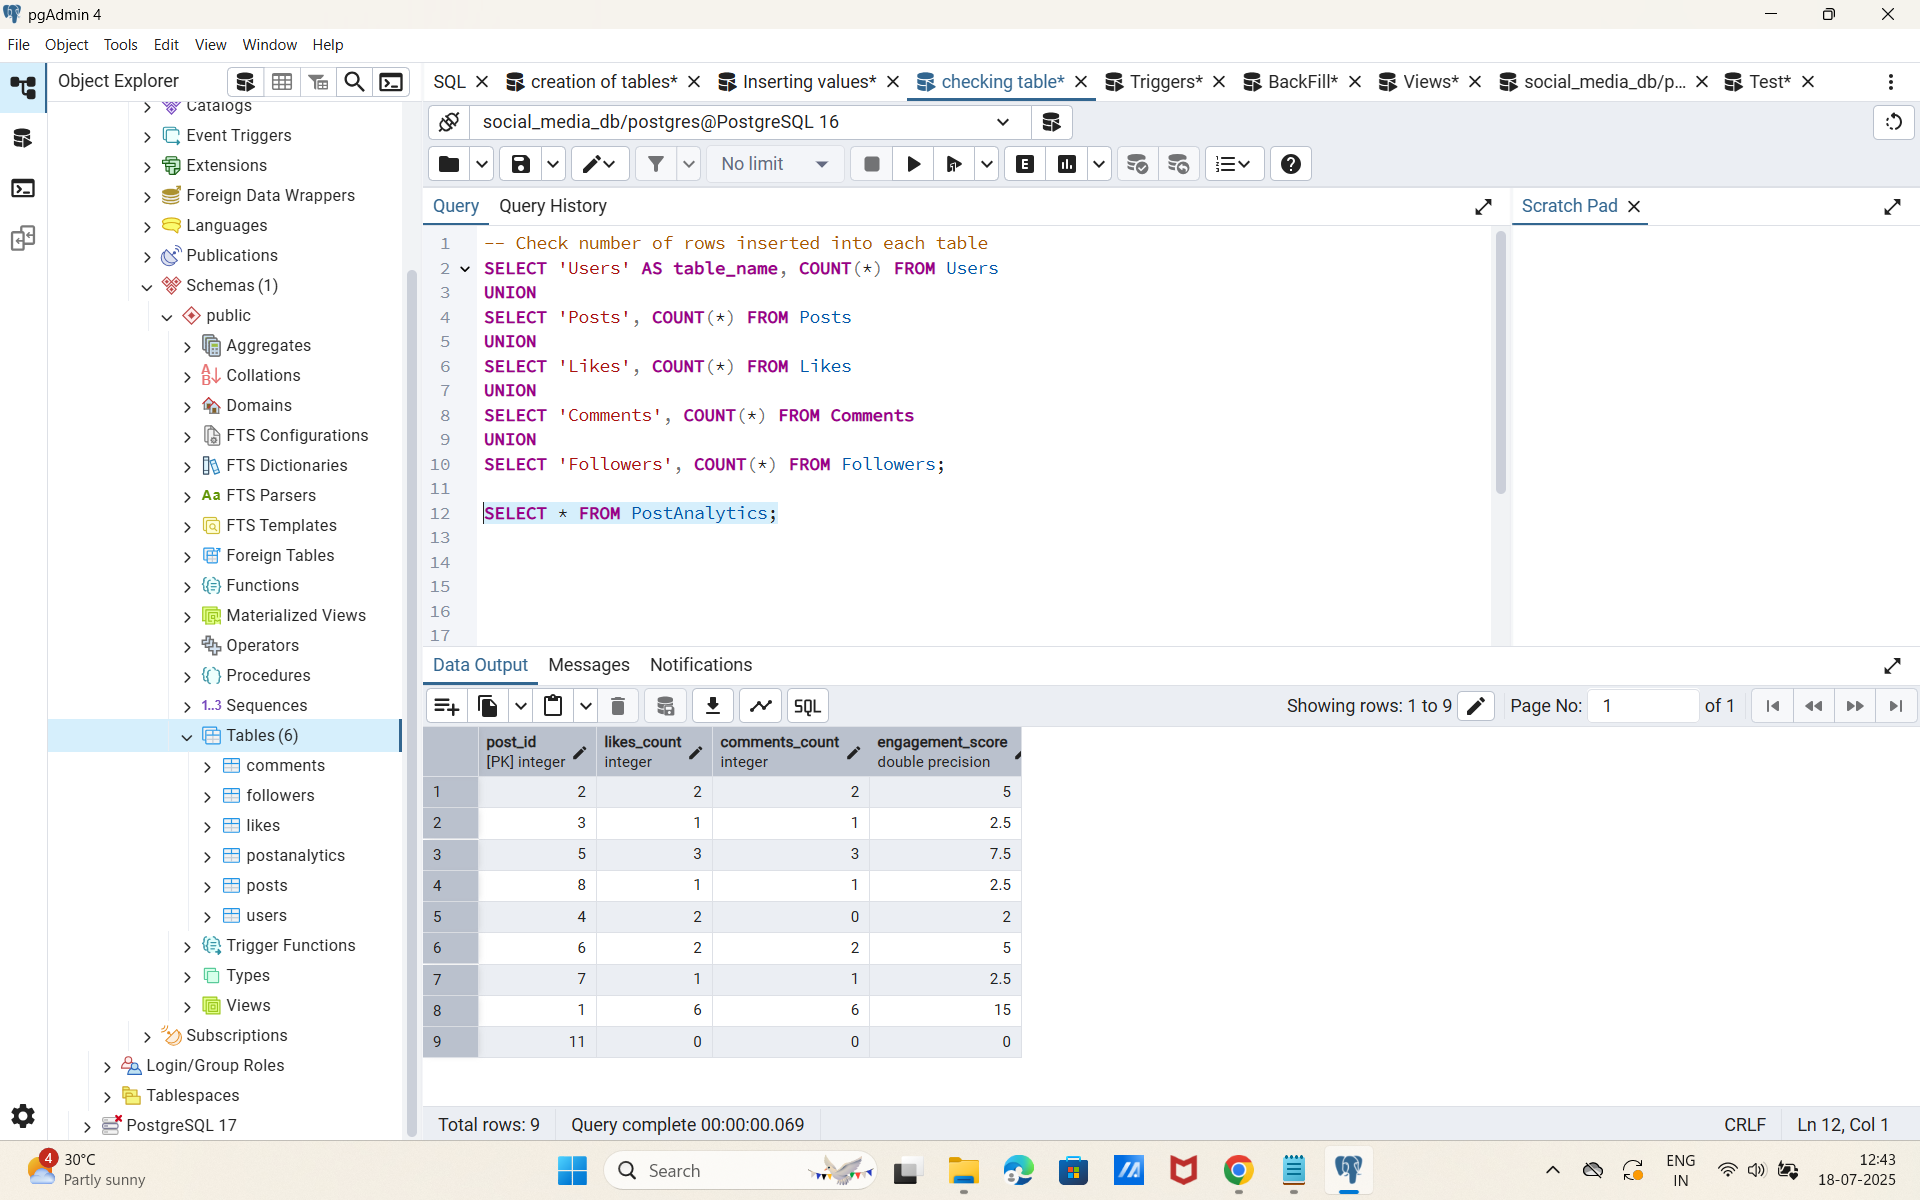 pgAdmin 4
File Object Tools Edit View Window Help
Object Explorer
SQL
creation of tables*
Inserting values*
checking table*
Triggers*
BackFill*
Views*
social_media_db/p...
Test*
Catalogs
Event Triggers
Extensions
Foreign Data Wrappers
Languages
Publications
Schemas (1)
public
Aggregates
Collations
Domains
FTS Configurations
FTS Dictionaries
FTS Parsers
FTS Templates
Foreign Tables
Functions
Materialized Views
Operators
Procedures
1..3 Sequences
Tables (6)
comments
followers
likes
postanalytics
posts
users
Trigger Functions
Types
Views
Subscriptions
Login/Group Roles
Tablespaces
PostgreSQL 17
social_media_db/postgres@PostgreSQL 16
No limit
E
Query Query History
Scratch Pad
1 -- Check number of rows inserted into each table
2 SELECT 'Users' AS table_name, COUNT(*) FROM Users
3 UNION
4 SELECT 'Posts', COUNT(*) FROM Posts
5 UNION
6 SELECT 'Likes', COUNT(*) FROM Likes
7 UNION
8 SELECT 'Comments', COUNT(*) FROM Comments
9 UNION
10 SELECT 'Followers', COUNT(*) FROM Followers;
11
12 SELECT * FROM PostAnalytics;
13
14
15
16
17
Data Output Messages Notifications
SQL
Showing rows: 1 to 9
Page No: 1 of 1
post_id likes_count comments_count engagement_score
[PK] integer integer integer double precision
1 2 2 2 5
2 3 1 1 2.5
3 5 3 3 7.5
4 8 1 1 2.5
5 4 2 0 2
6 6 2 2 5
7 7 1 1 2.5
8 1 6 6 15
9 11 0 0 0
Total rows: 9
Query complete 00:00:00.069
CRLF
Ln 12, Col 1
4
30°C
Partly sunny
Search
ENG
IN
12:43
18-07-2025